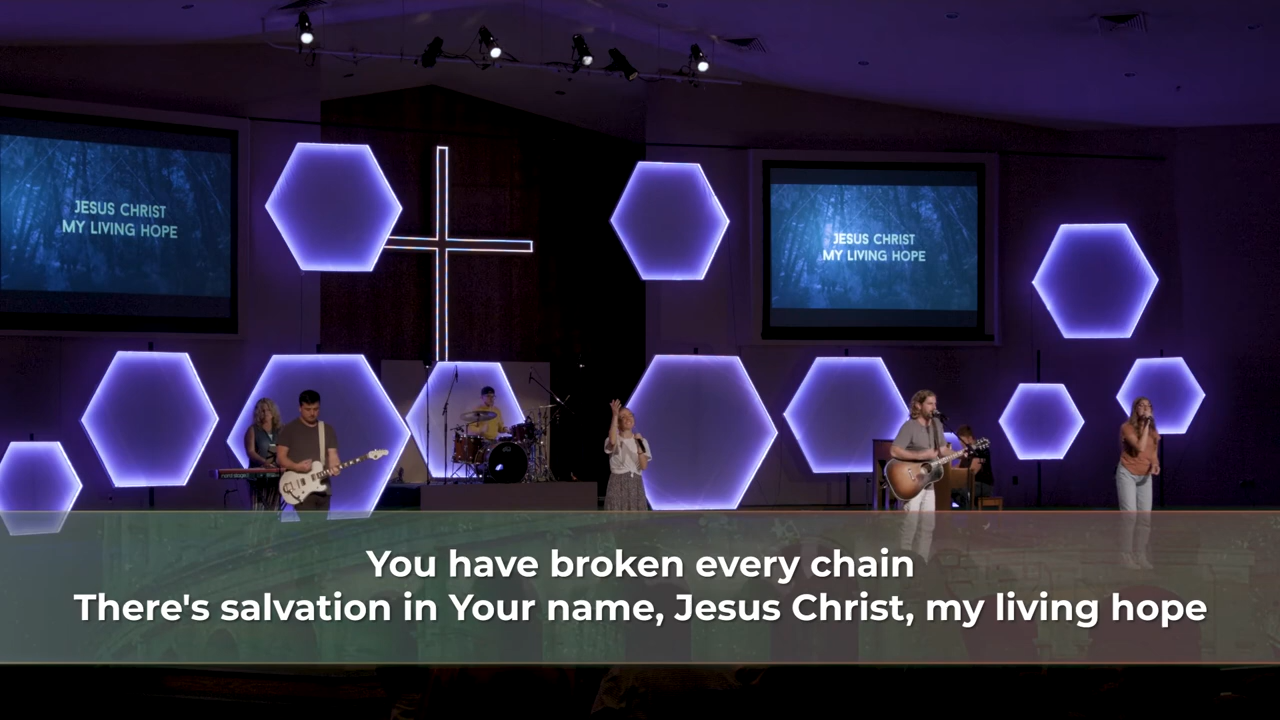 JESUS CHRIST
MY LIVING HOPE
JESUS CHRIST
MY LIVING HOPE
You have broken every chain
There's salvation in Your name, Jesus Christ, my living hope